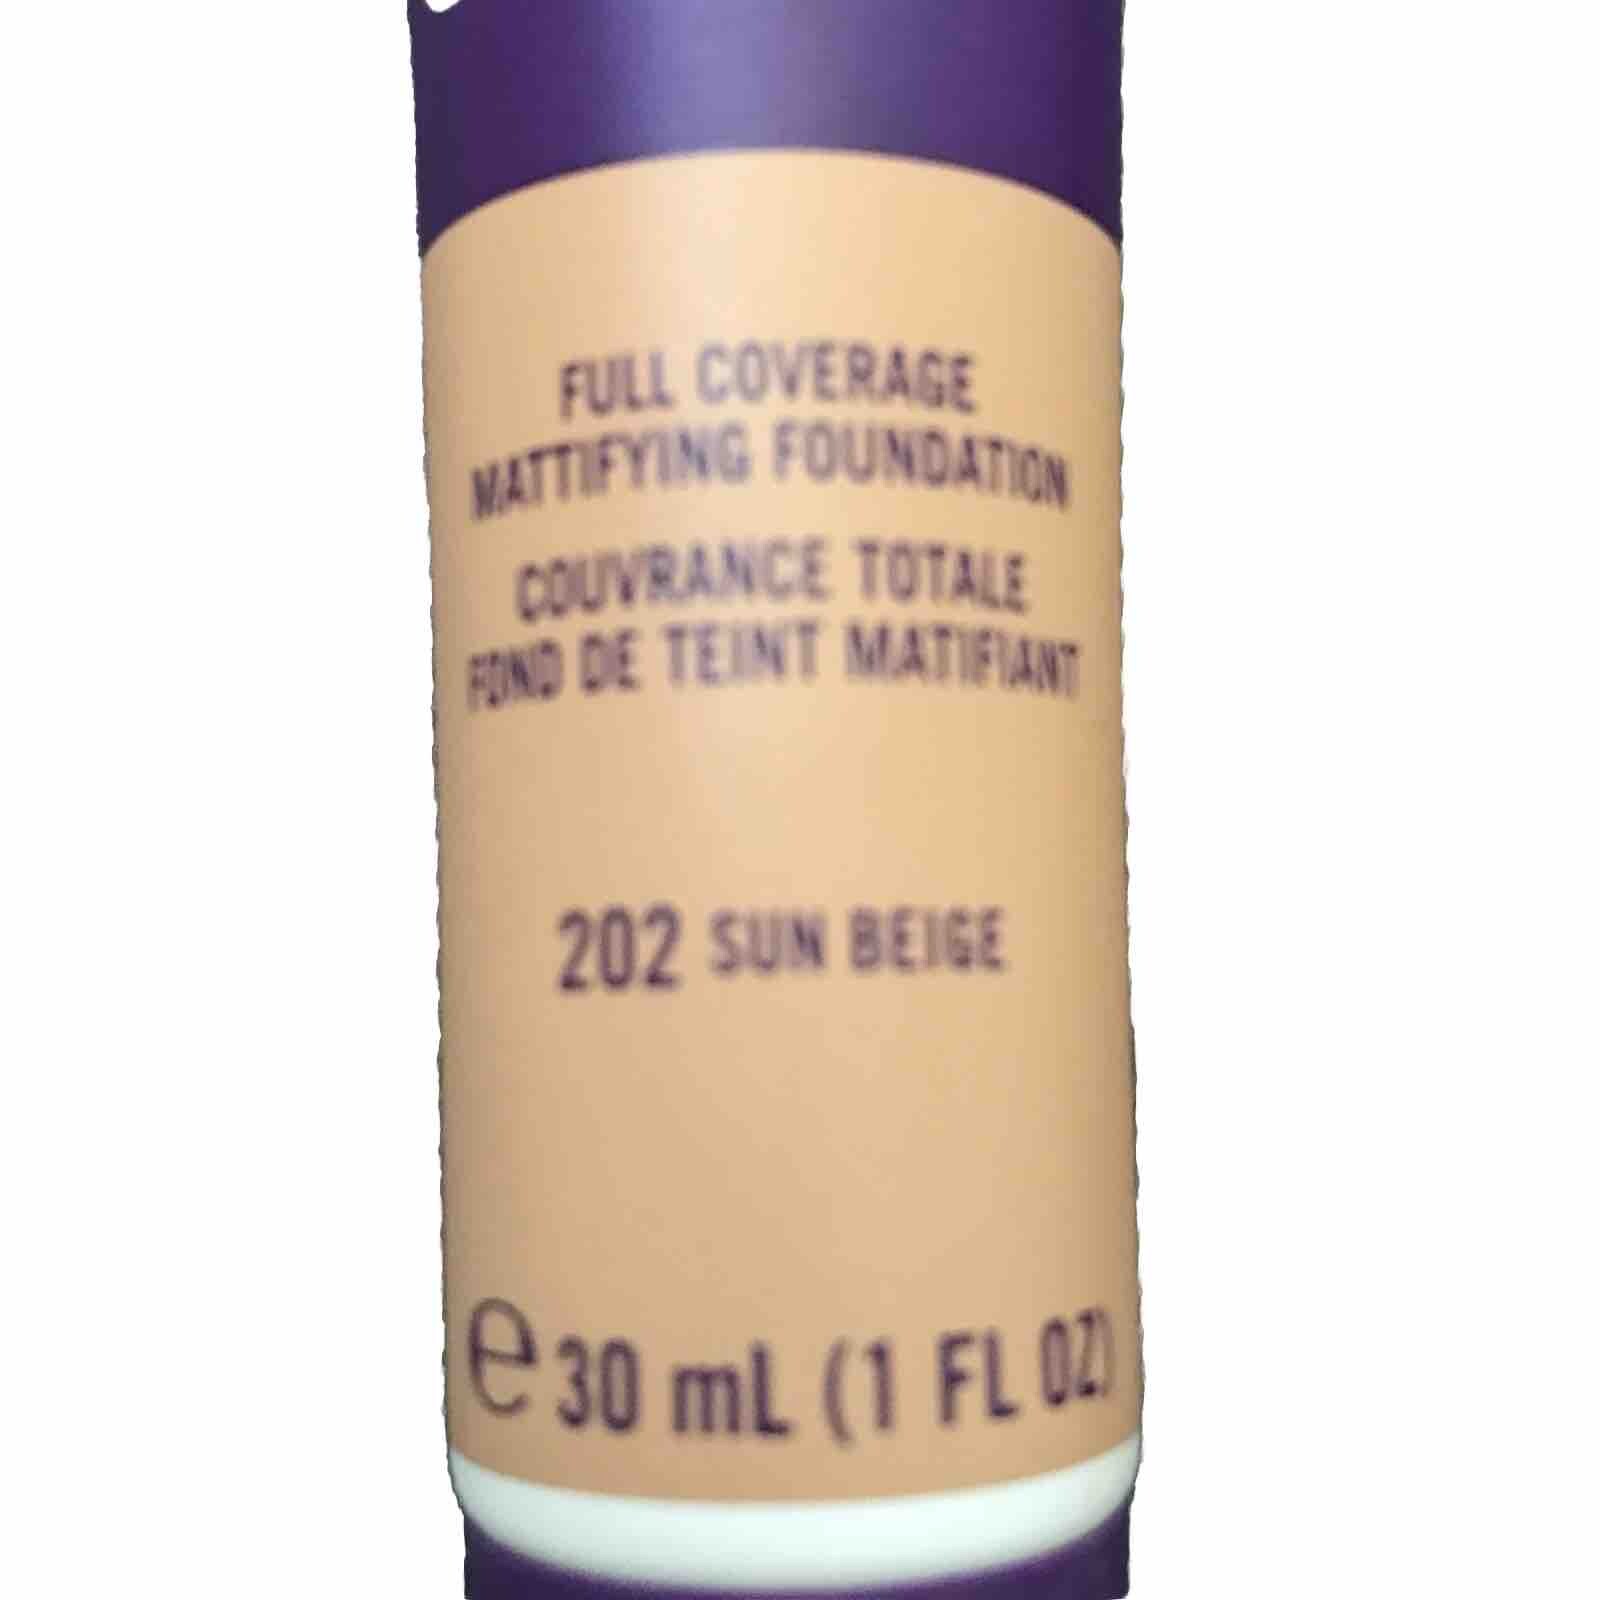 FULL COVERAGE
MATTIFYING FOUNDATION
COUVRANCE TOTALE
FOND DE TEINT MATIFIANT
202 SUN BEIGE
e 30 mL (1 FL OZ)